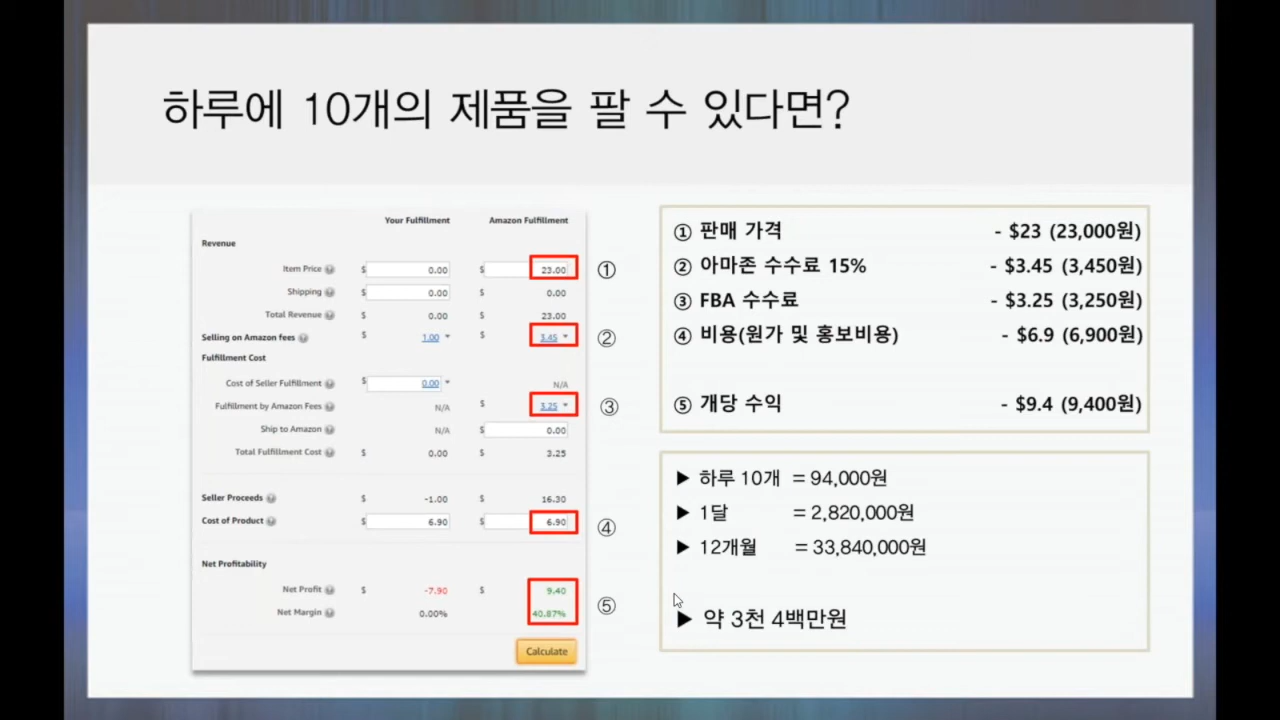 하루에 10개의 제품을 팔 수 있다면?
Your Fulfillment Amazon Fulfillment
Revenue
Item Price $ 0.00 $ 23.00 ①
Shipping $ 0.00 $ 0.00
Total Revenue $ 0.00 $ 23.00
Selling on Amazon fees $ 1.00 $ 3.45 ②
Fulfillment Cost
Cost of Seller Fulfillment $ 0.00 N/A
Fulfillment by Amazon Fees N/A $ 3.25 ③
Ship to Amazon N/A $ 0.00
Total Fulfillment Cost $ 0.00 $ 3.25
Seller Proceeds $ -1.00 $ 16.30
Cost of Product $ 6.90 $ 6.90 ④
Net Profitability
Net Profit $ -7.90 $ 9.40
Net Margin 0.00% 40.87% ⑤
Calculate
① 판매 가격 - $23 (23,000원)
② 아마존 수수료 15% - $3.45 (3,450원)
③ FBA 수수료 - $3.25 (3,250원)
④ 비용(원가 및 홍보비용) - $6.9 (6,900원)
⑤ 개당 수익 - $9.4 (9,400원)
▶ 하루 10개 = 94,000원
▶ 1달 = 2,820,000원
▶ 12개월 = 33,840,000원
▶ 약 3천 4백만원